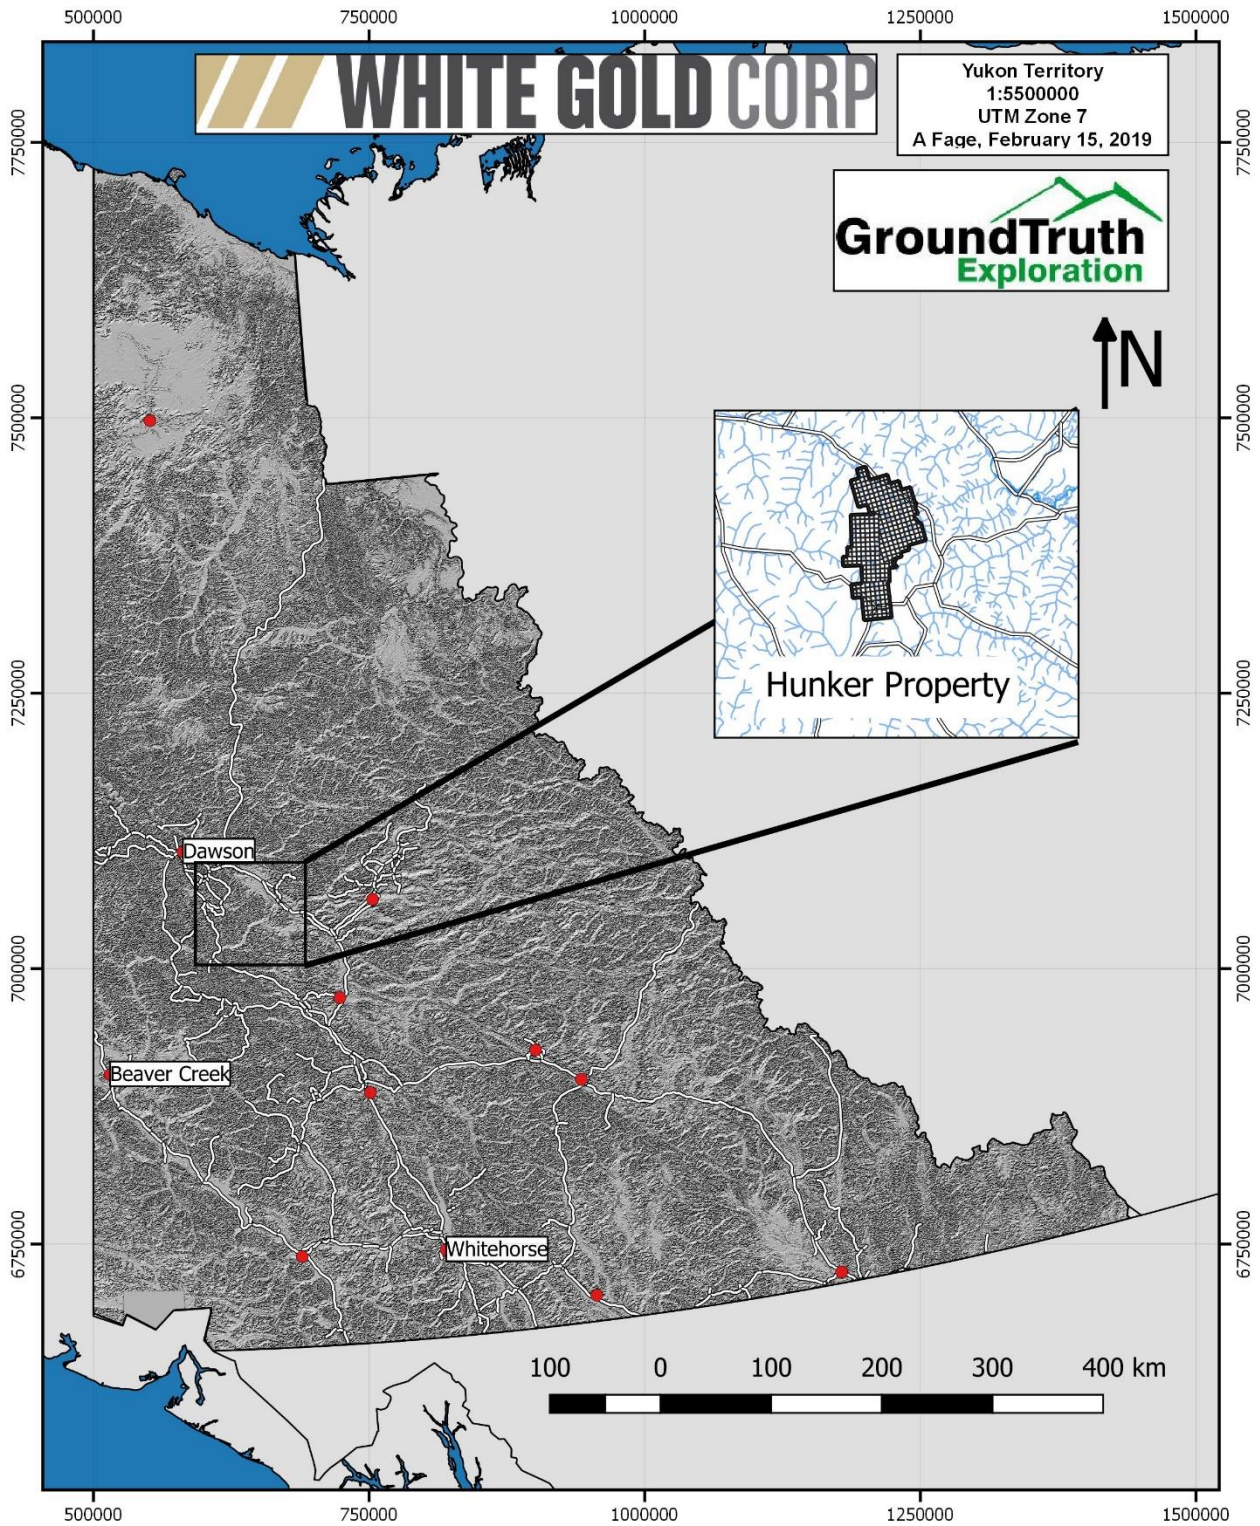 500000 750000 1000000 1250000 1500000
WHITE GOLD CORP
Yukon Territory
1:5500000
UTM Zone 7
A Fage, February 15, 2019
7750000 7750000
GroundTruth
Exploration
N
7500000 7500000
Hunker Property
7250000 7250000
Dawson
7000000 7000000
Beaver Creek
Whitehorse
6750000 6750000
100 0 100 200 300 400 km
500000 750000 1000000 1250000 1500000